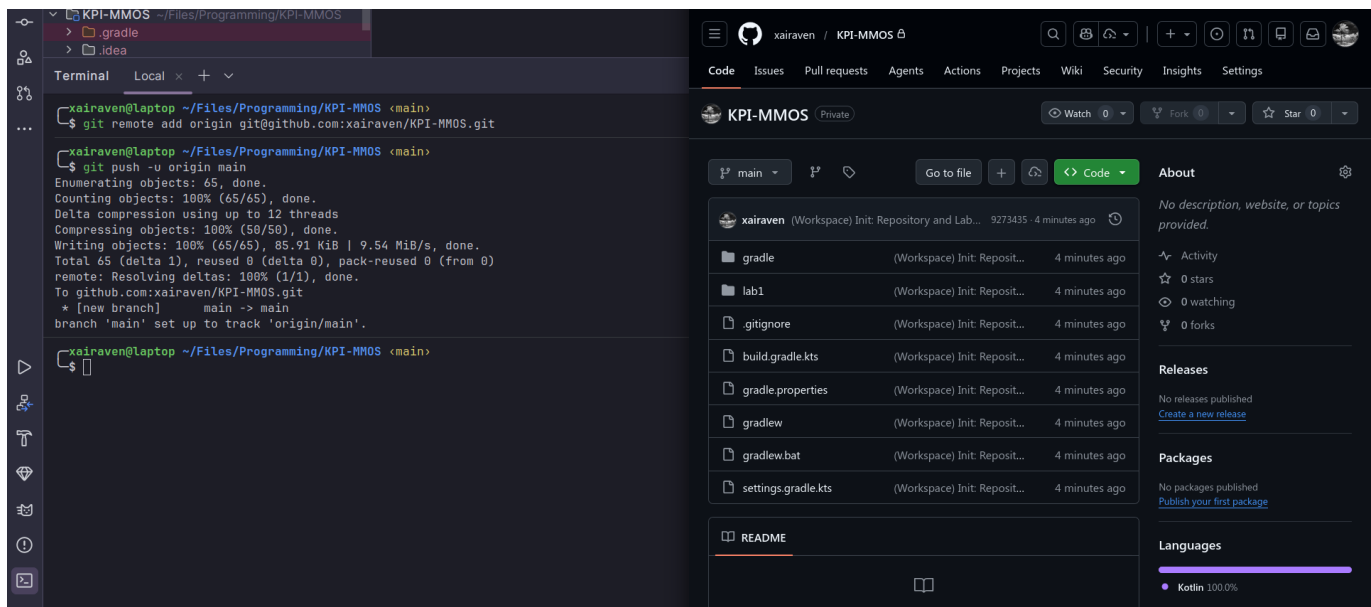 KPI-MMOS ~/Files/Programming/KPI-MMOS
.gradle
.idea
Terminal Local × + ⌄
xairaven@laptop ~/Files/Programming/KPI-MMOS ‹main›
$ git remote add origin git@github.com:xairaven/KPI-MMOS.git
xairaven@laptop ~/Files/Programming/KPI-MMOS ‹main›
$ git push -u origin main
Enumerating objects: 65, done.
Counting objects: 100% (65/65), done.
Delta compression using up to 12 threads
Compressing objects: 100% (50/50), done.
Writing objects: 100% (65/65), 85.91 KiB | 9.54 MiB/s, done.
Total 65 (delta 1), reused 0 (delta 0), pack-reused 0 (from 0)
remote: Resolving deltas: 100% (1/1), done.
To github.com:xairaven/KPI-MMOS.git
 * [new branch]      main -> main
branch 'main' set up to track 'origin/main'.
xairaven@laptop ~/Files/Programming/KPI-MMOS ‹main›
$
xairaven / KPI-MMOS
Code Issues Pull requests Agents Actions Projects Wiki Security Insights Settings
KPI-MMOS Private Watch 0 Fork 0 Star 0
main Go to file + <> Code
xairaven (Workspace) Init: Repository and Lab... 9273435 · 4 minutes ago
gradle (Workspace) Init: Reposit... 4 minutes ago
lab1 (Workspace) Init: Reposit... 4 minutes ago
.gitignore (Workspace) Init: Reposit... 4 minutes ago
build.gradle.kts (Workspace) Init: Reposit... 4 minutes ago
gradle.properties (Workspace) Init: Reposit... 4 minutes ago
gradlew (Workspace) Init: Reposit... 4 minutes ago
gradlew.bat (Workspace) Init: Reposit... 4 minutes ago
settings.gradle.kts (Workspace) Init: Reposit... 4 minutes ago
README
About
No description, website, or topics
provided.
Activity
0 stars
0 watching
0 forks
Releases
No releases published
Create a new release
Packages
No packages published
Publish your first package
Languages
Kotlin 100.0%